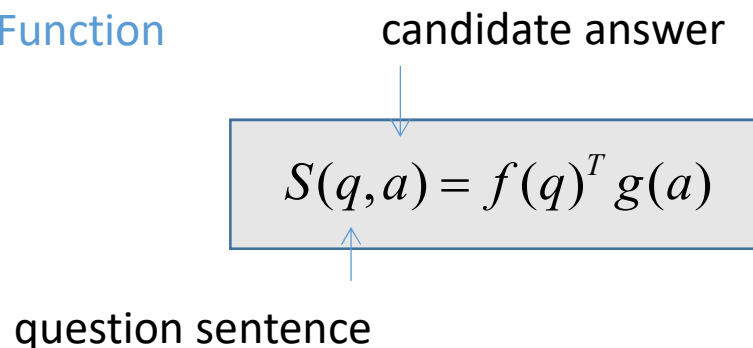 Function
candidate answer
S(q,a) = f(q)^T g(a)
question sentence